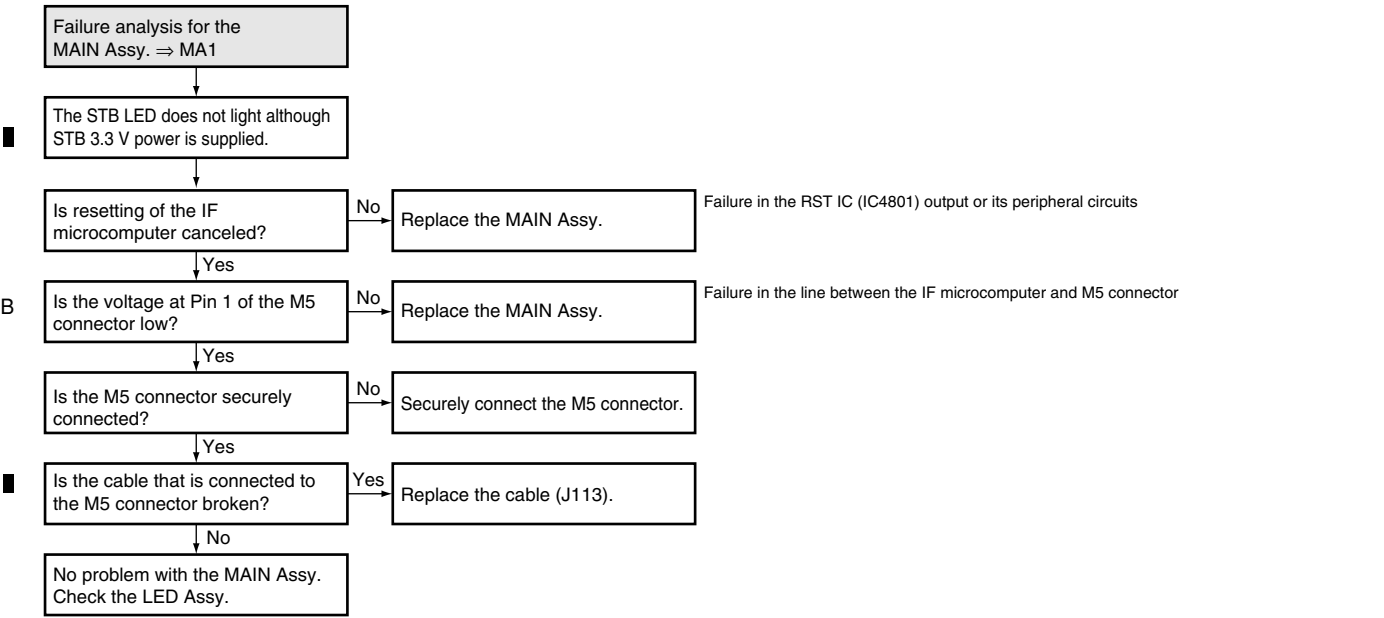 Failure analysis for the
MAIN Assy. ⇒ MA1
The STB LED does not light although
STB 3.3 V power is supplied.
Is resetting of the IF
microcomputer canceled?
No
Replace the MAIN Assy.
Failure in the RST IC (IC4801) output or its peripheral circuits
Yes
B
Is the voltage at Pin 1 of the M5
connector low?
No
Replace the MAIN Assy.
Failure in the line between the IF microcomputer and M5 connector
Yes
Is the M5 connector securely
connected?
No
Securely connect the M5 connector.
Yes
Is the cable that is connected to
the M5 connector broken?
Yes
Replace the cable (J113).
No
No problem with the MAIN Assy.
Check the LED Assy.